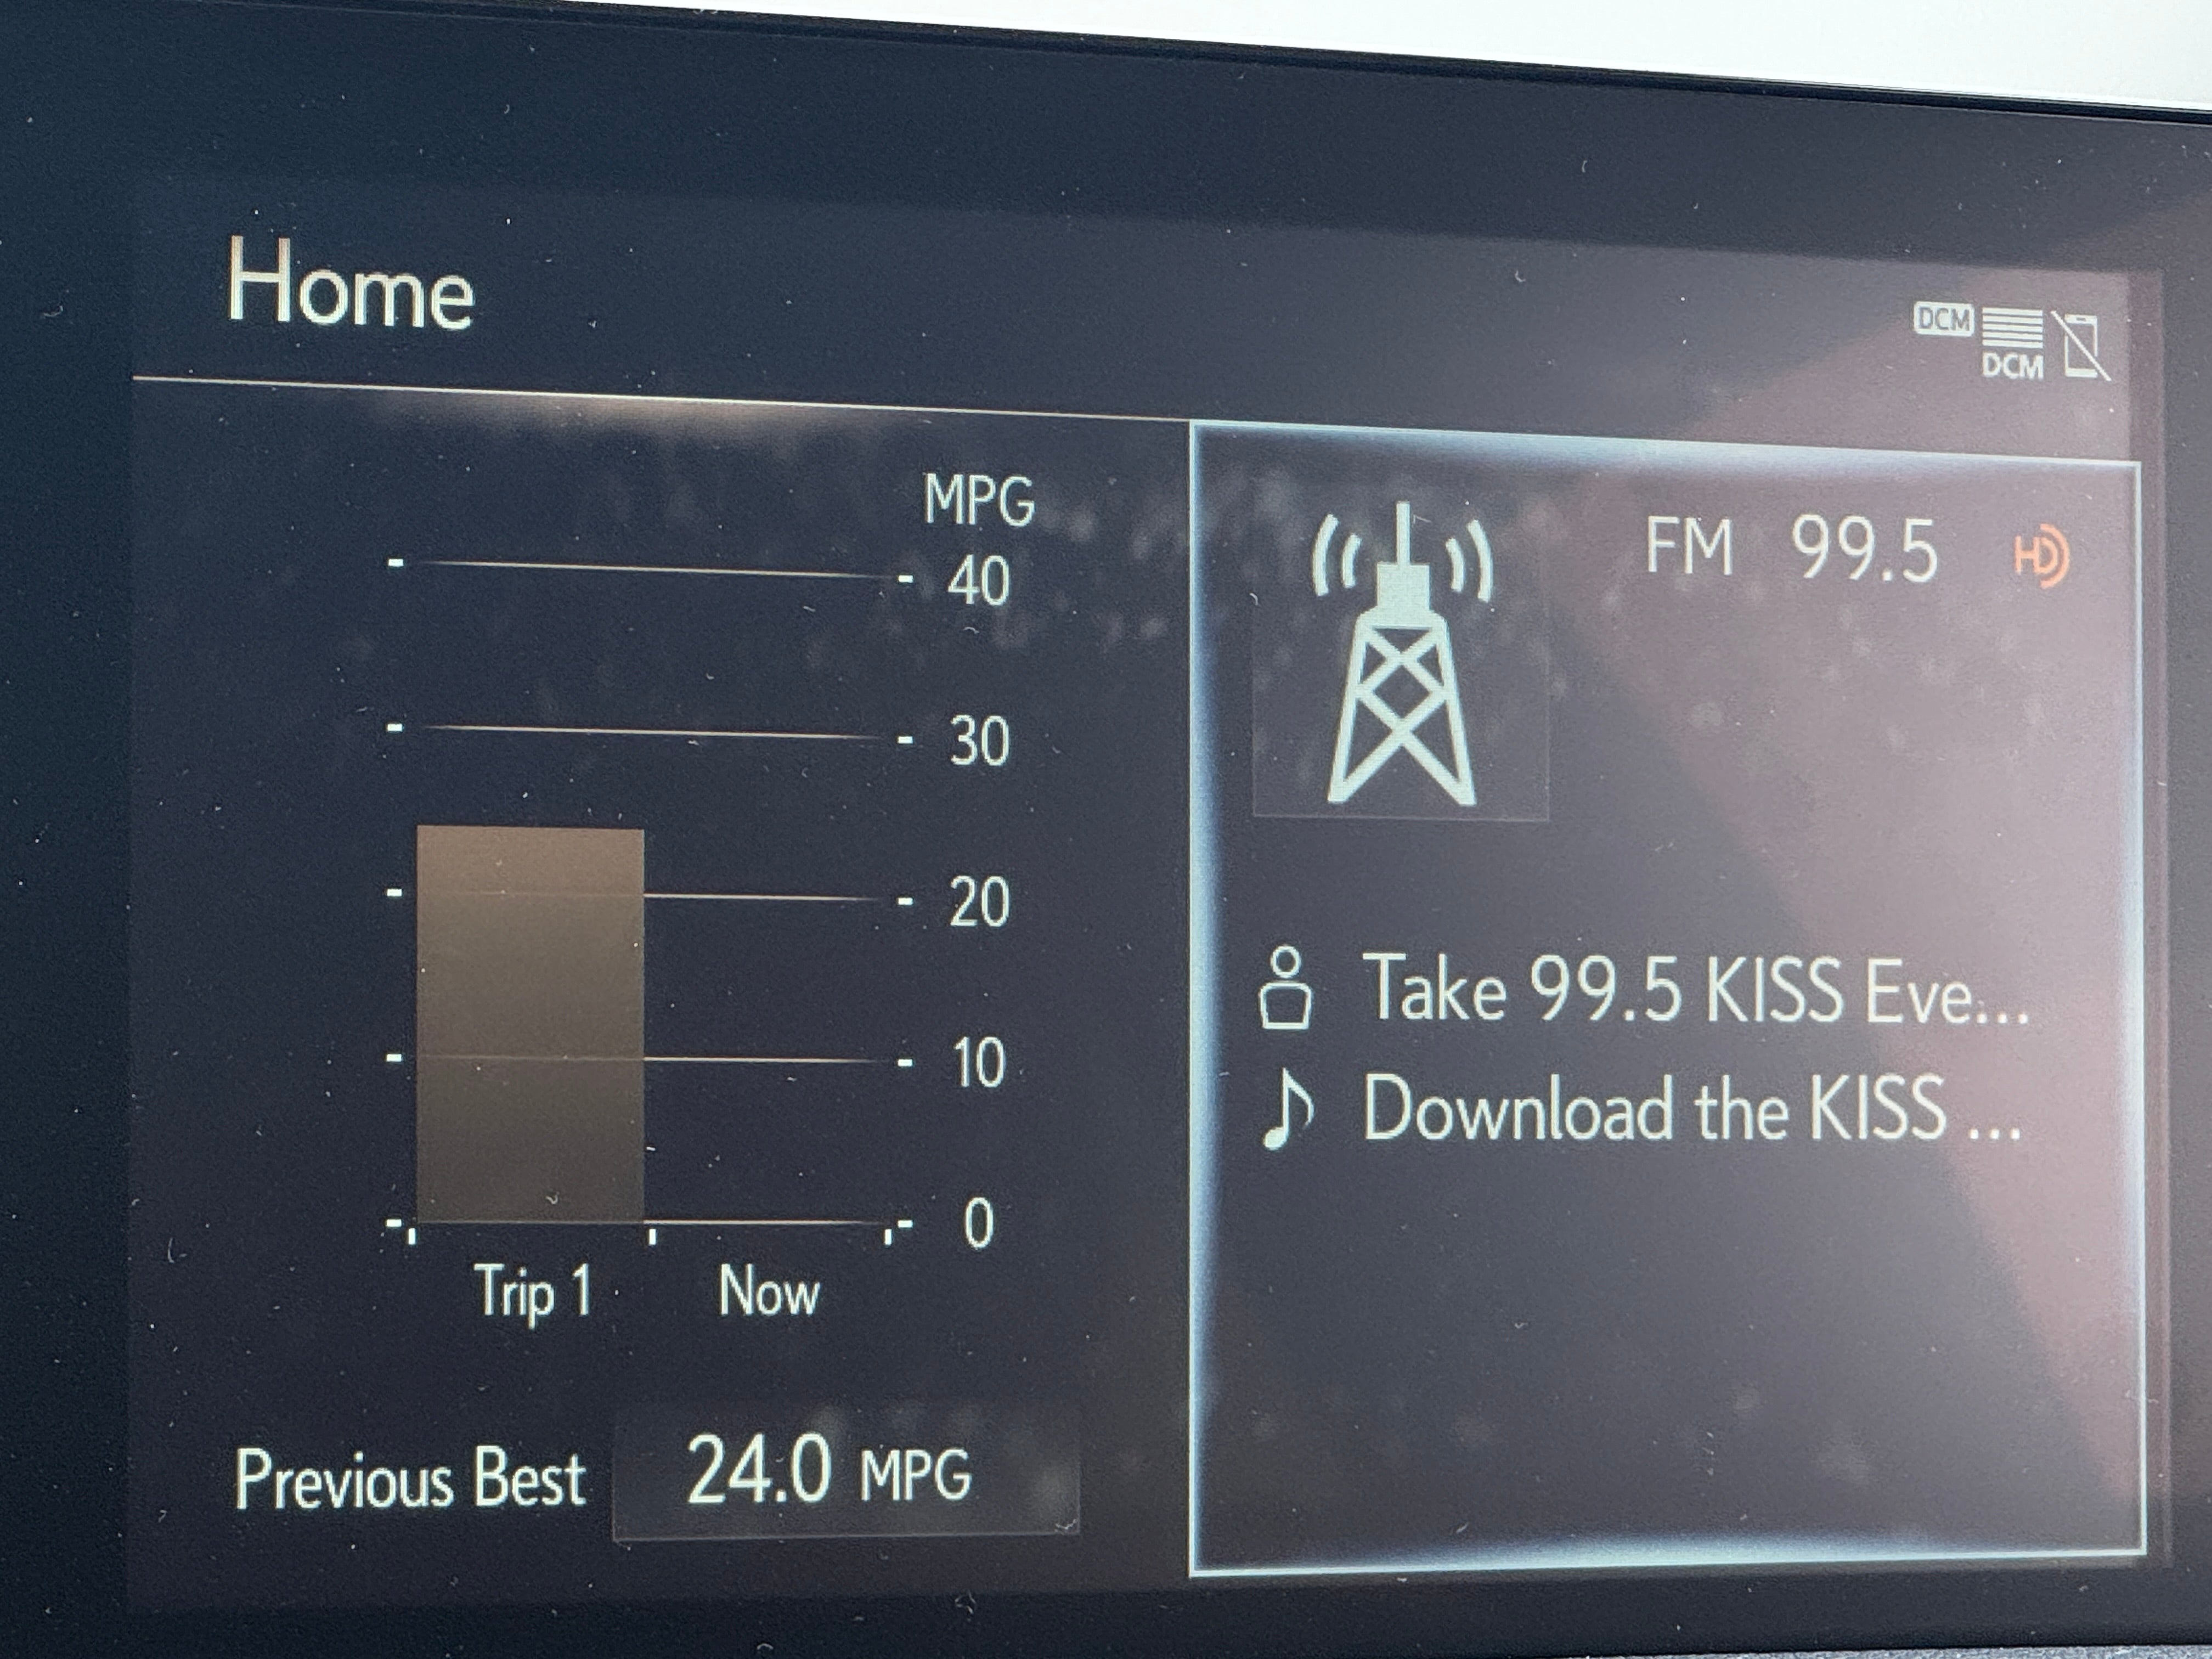 Home
DCM
DCM
MPG
40
30
20
10
0
Trip 1 Now
Previous Best 24.0 MPG
FM 99.5 HD
Take 99.5 KISS Eve...
Download the KISS ...